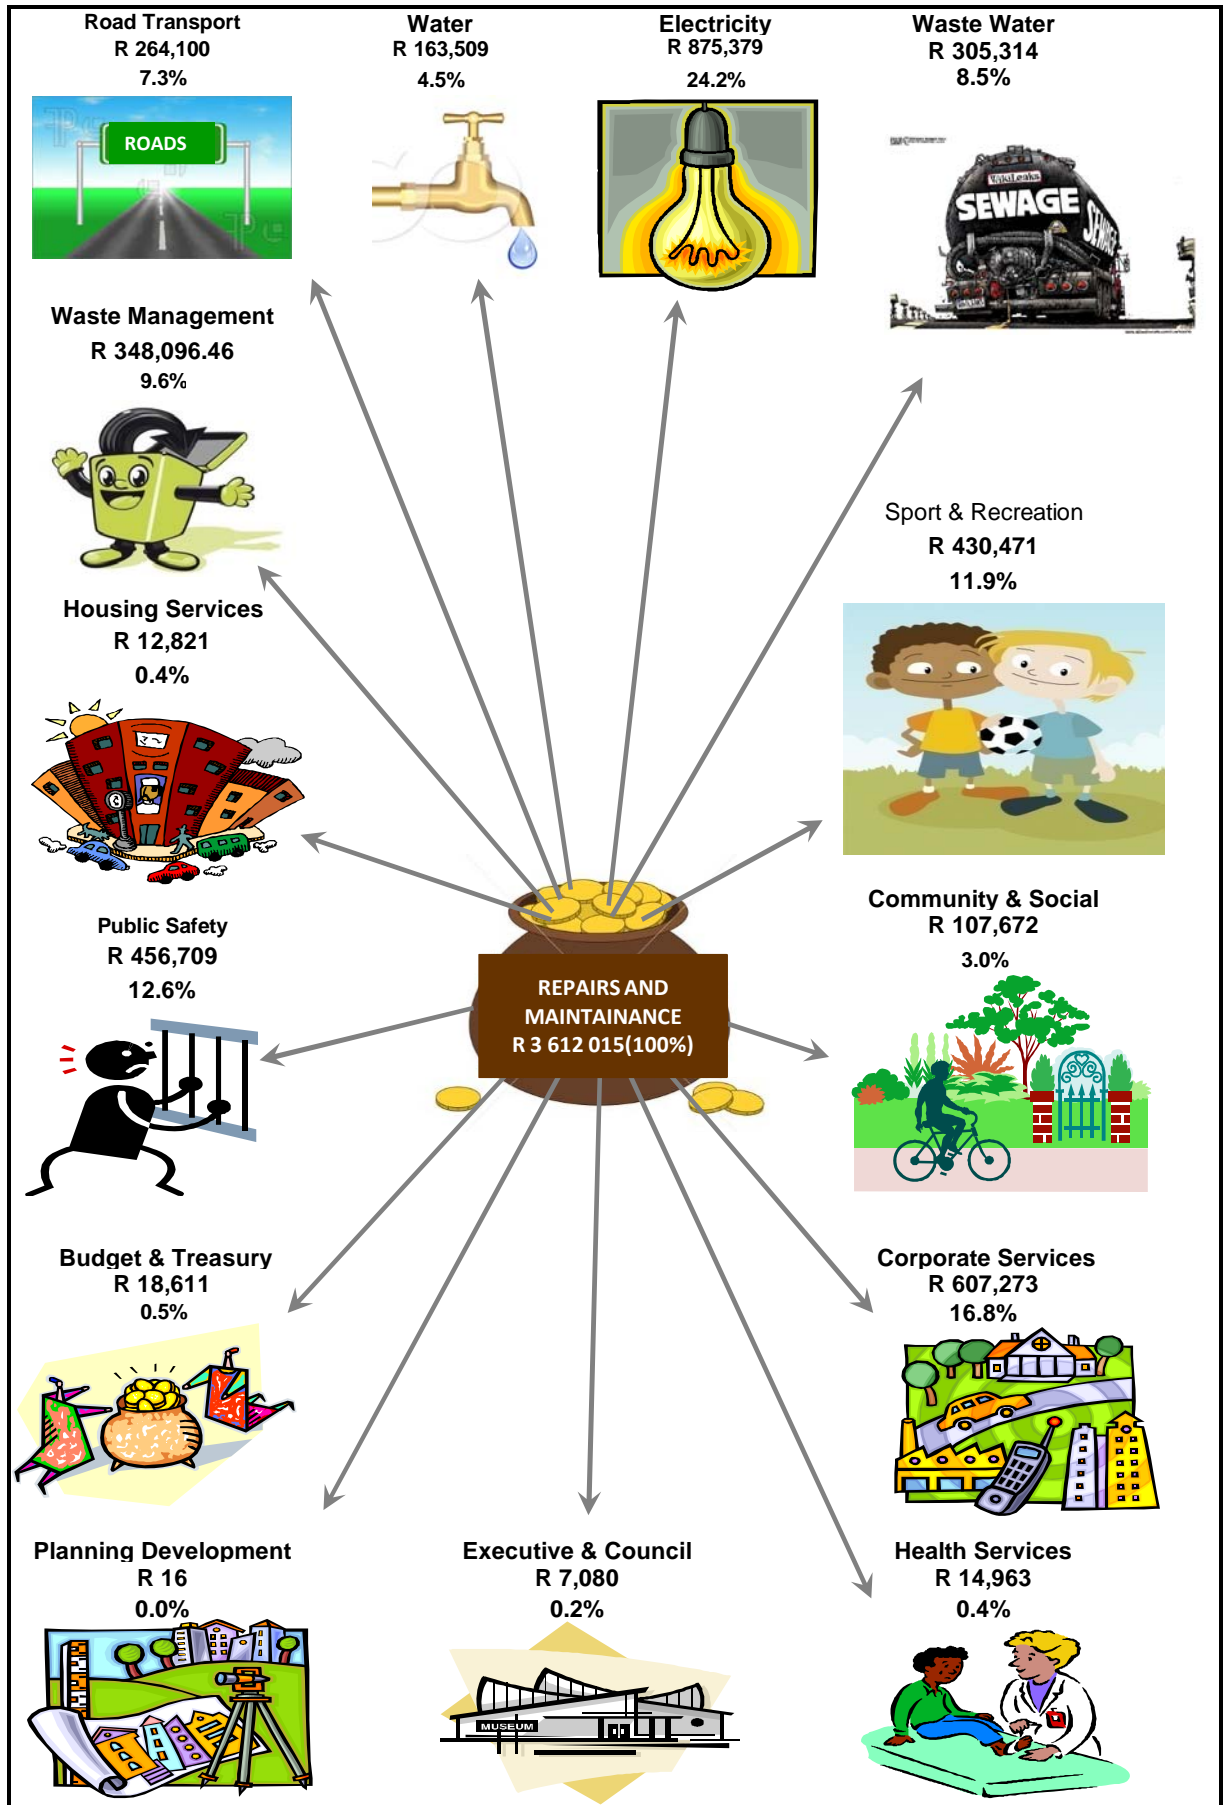 Road Transport
R 264,100
7.3%
Water
R 163,509
4.5%
Electricity
R 875,379
24.2%
Waste Water
R 305,314
8.5%
ROADS
WikiLeaks
SEWAGE
SEWAGE
Waste Management
R 348,096.46
9.6%
Sport & Recreation
R 430,471
11.9%
Housing Services
R 12,821
0.4%
Public Safety
R 456,709
12.6%
Community & Social
R 107,672
3.0%
REPAIRS AND
MAINTAINANCE
R 3 612 015(100%)
Budget & Treasury
R 18,611
0.5%
Corporate Services
R 607,273
16.8%
Planning Development
R 16
0.0%
Executive & Council
R 7,080
0.2%
Health Services
R 14,963
0.4%
MUSEUM